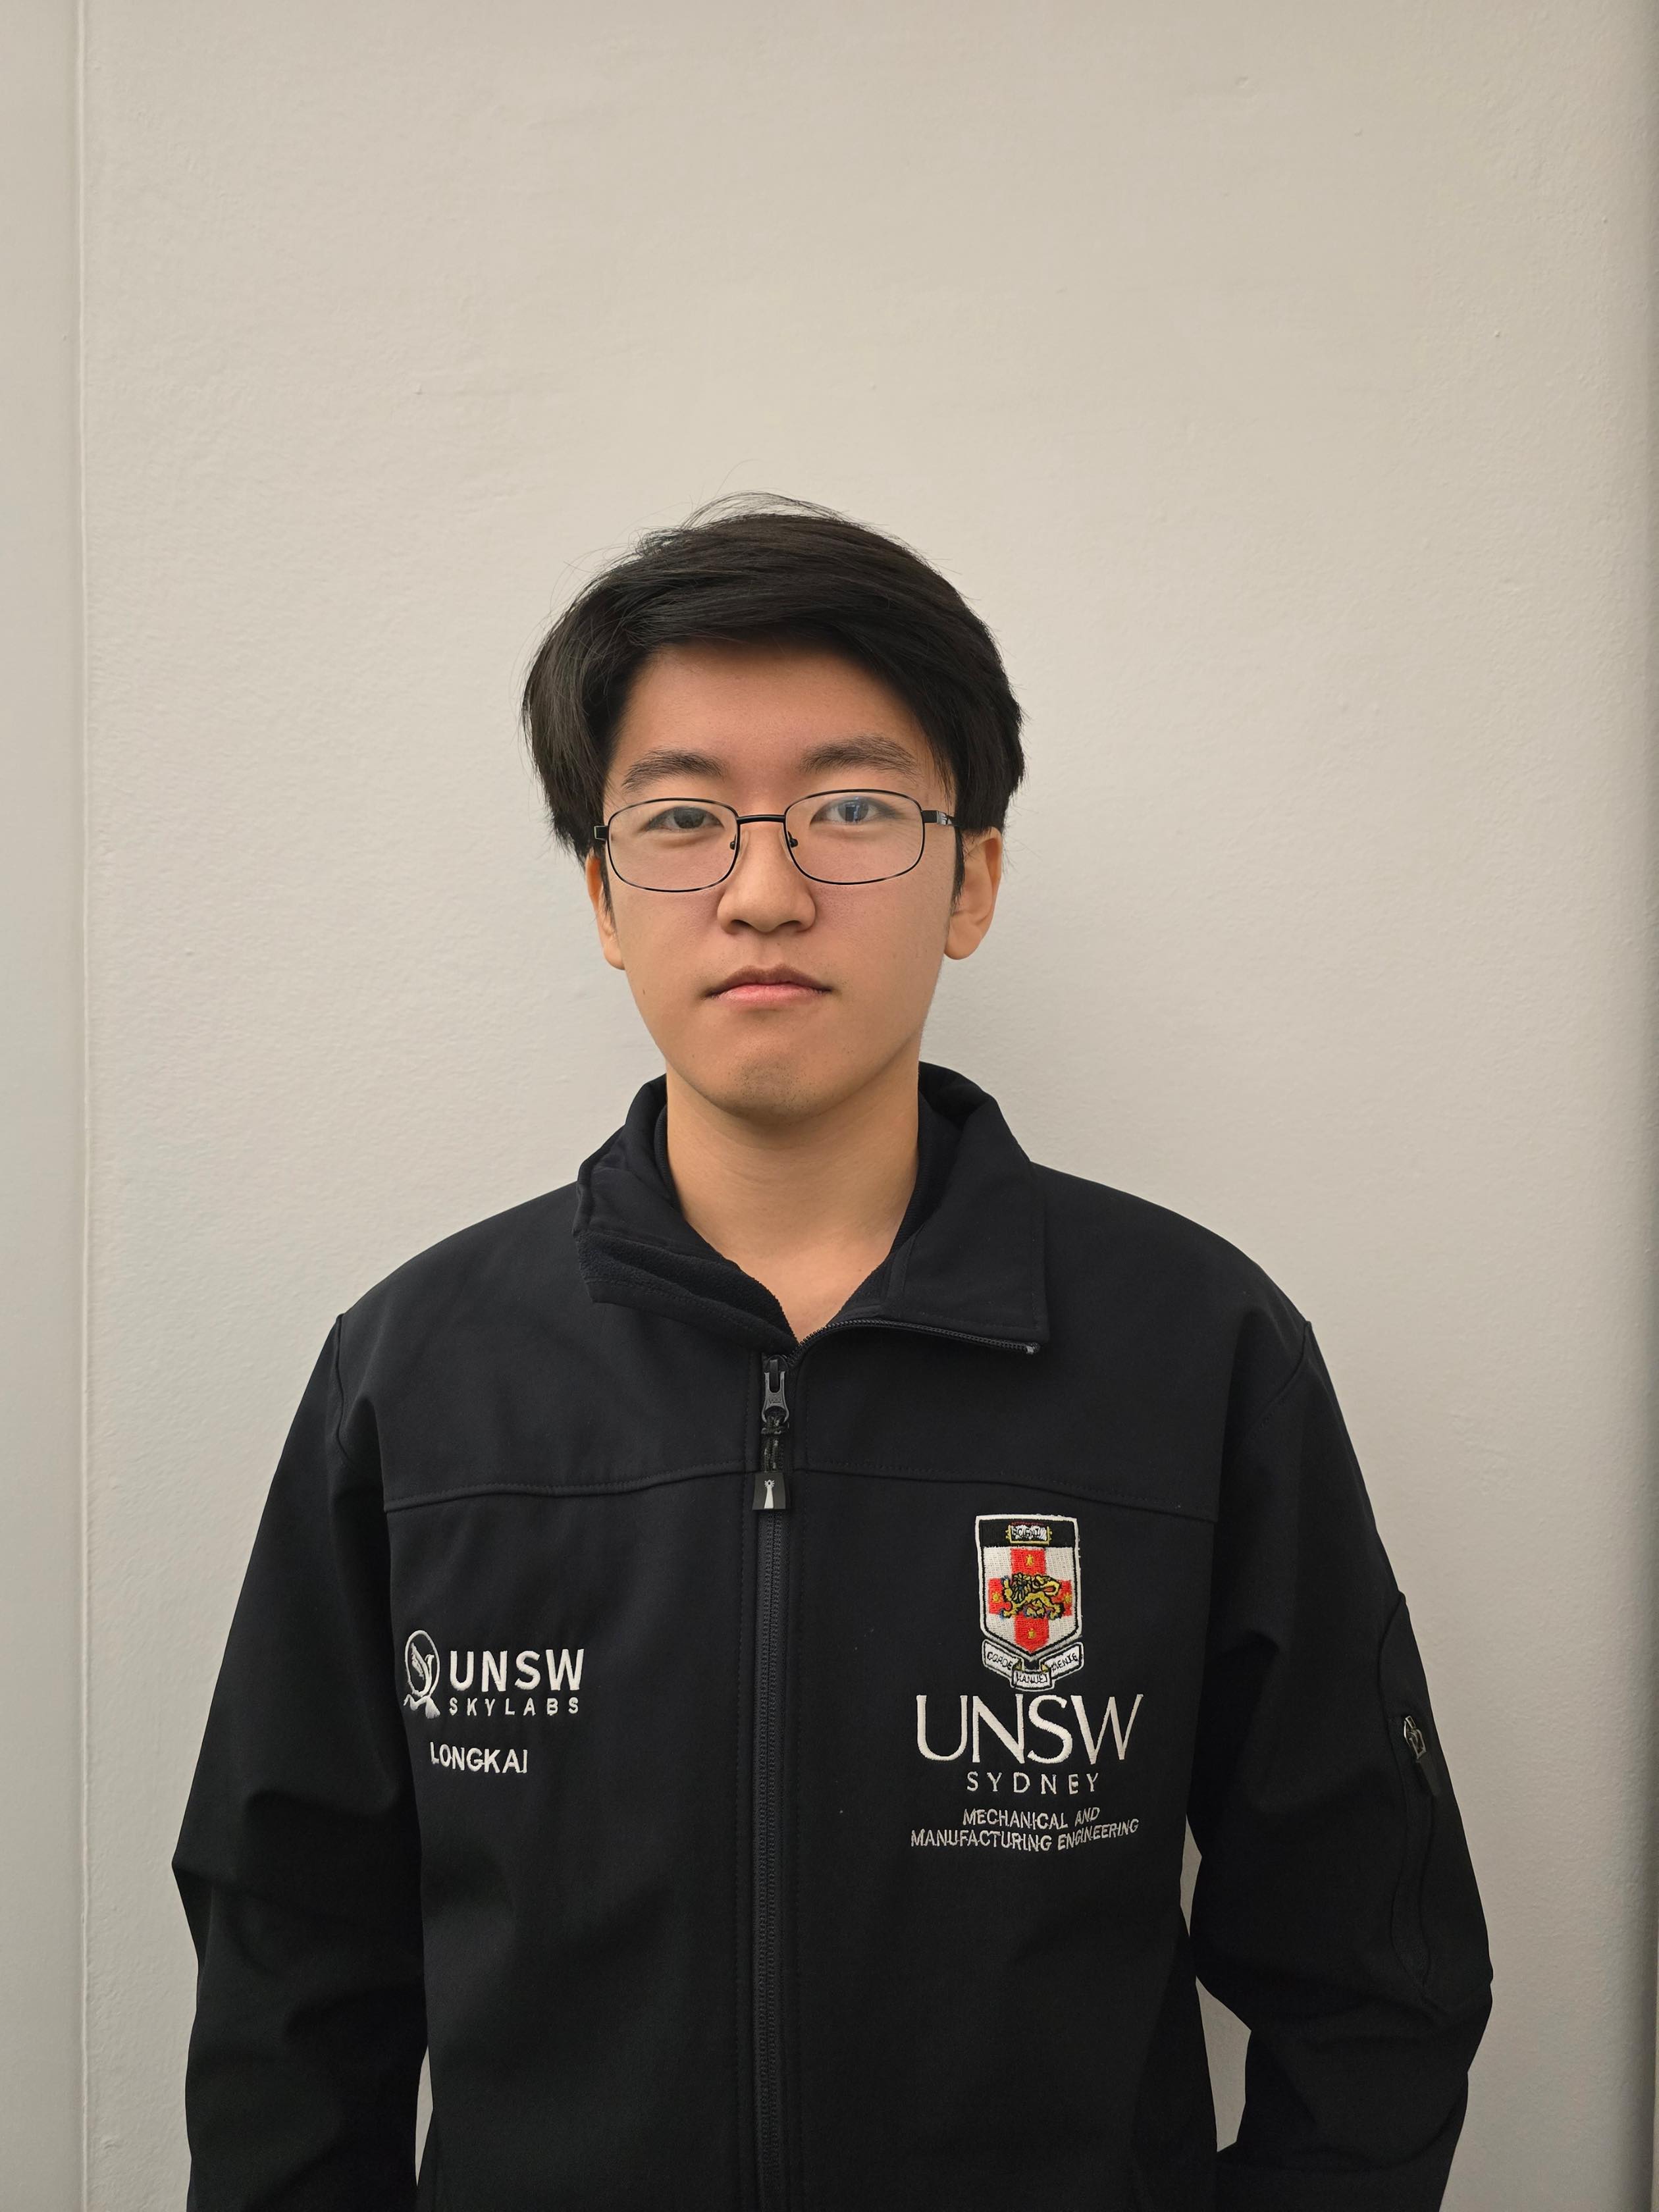 UNSW
SKYLABS
LONGKAI
UNSW
SYDNEY
MECHANICAL AND
MANUFACTURING ENGINEERING